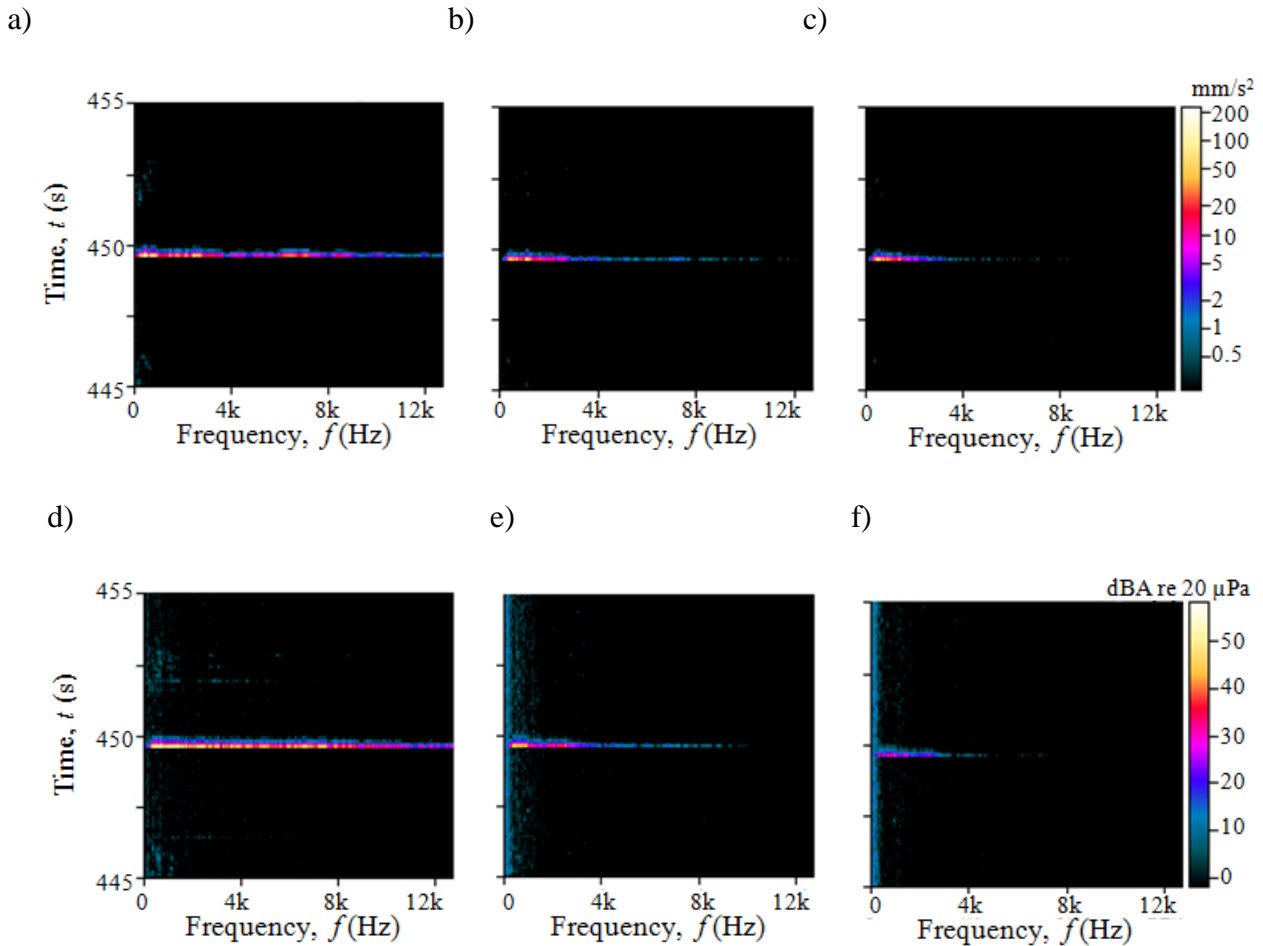 a)
b)
c)
mm/s²
455
450
445
Time, t (s)
0 4k 8k 12k
Frequency, f(Hz)
0 4k 8k 12k
Frequency, f(Hz)
0 4k 8k 12k
Frequency, f(Hz)
200
100
50
20
10
5
2
1
0.5
d)
e)
f)
dBA re 20 µPa
455
450
445
Time, t (s)
0 4k 8k 12k
Frequency, f(Hz)
0 4k 8k 12k
Frequency, f(Hz)
0 4k 8k 12k
Frequency, f(Hz)
50
40
30
20
10
0